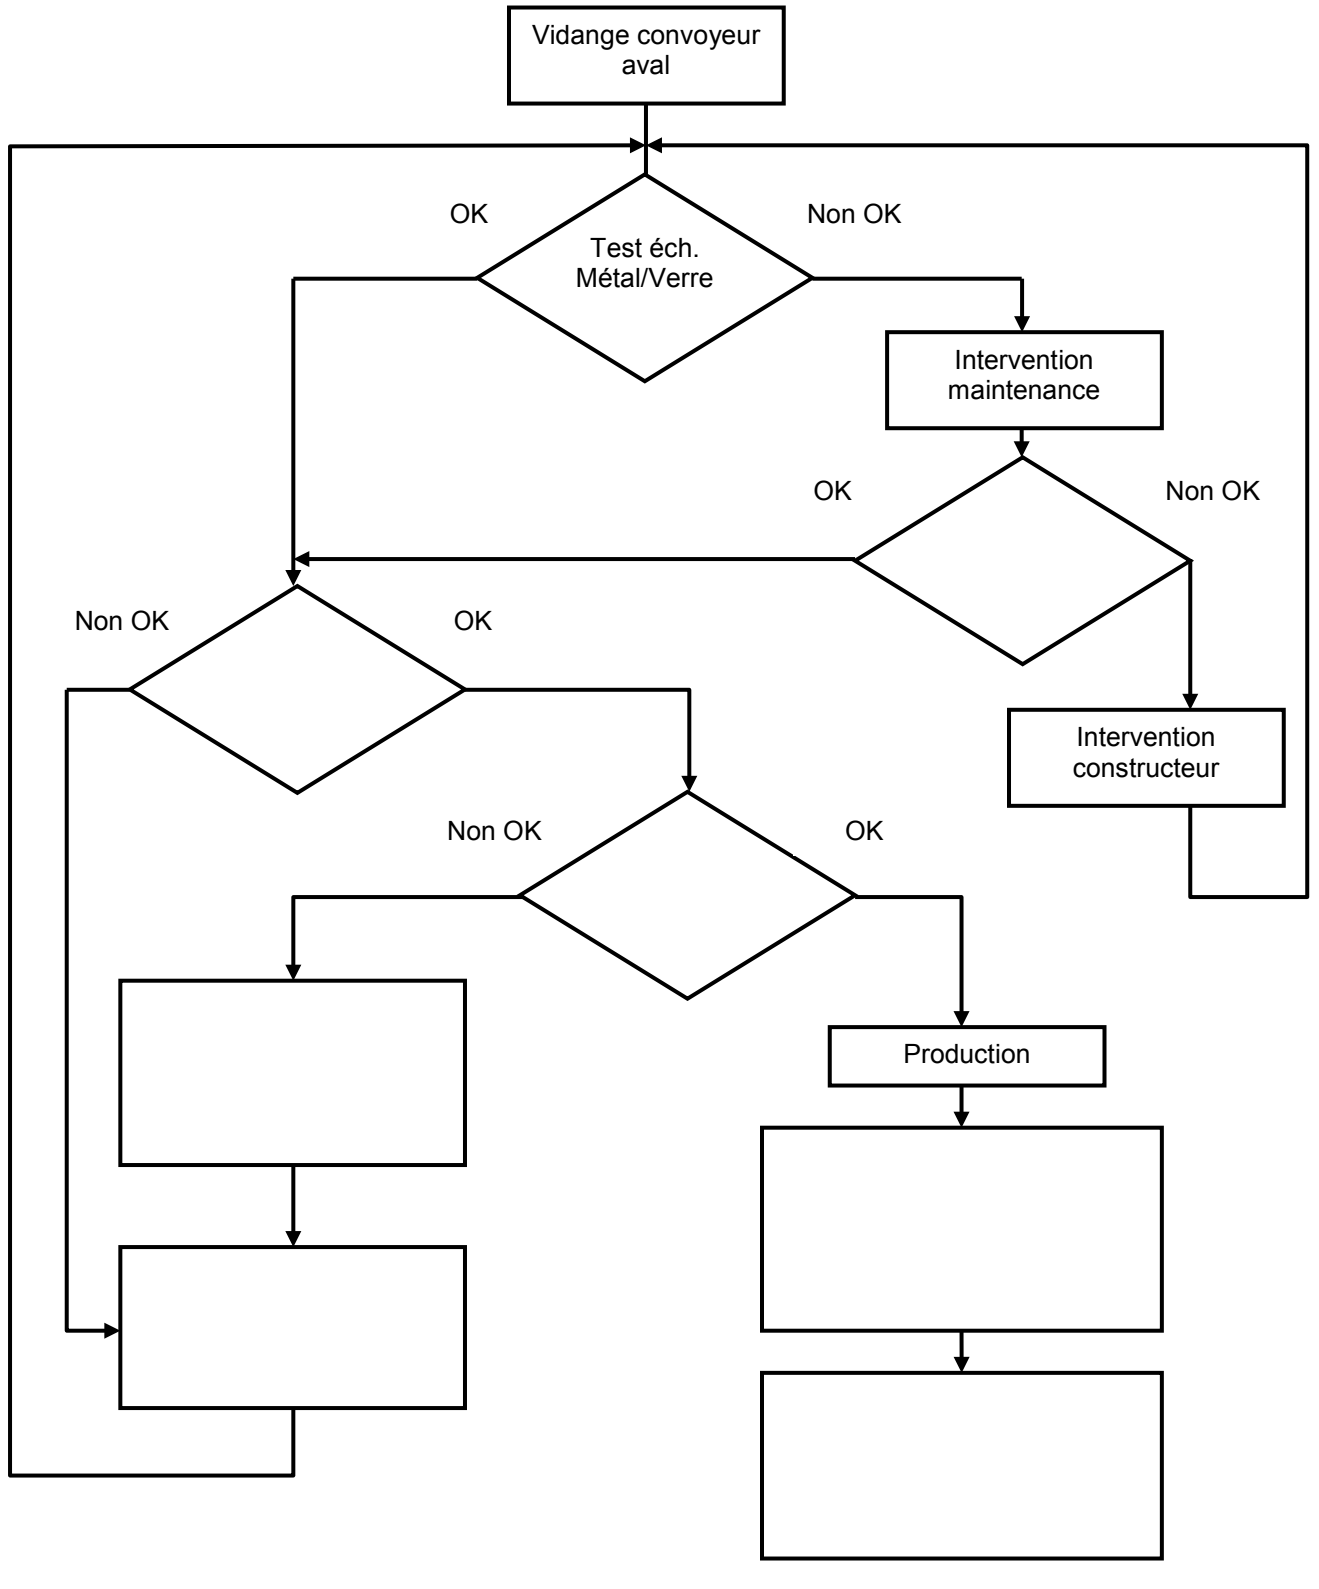 Vidange convoyeur
aval
OK
Non OK
Test éch.
Métal/Verre
Intervention
maintenance
OK
Non OK
Non OK
OK
Intervention
constructeur
Non OK
OK
Production